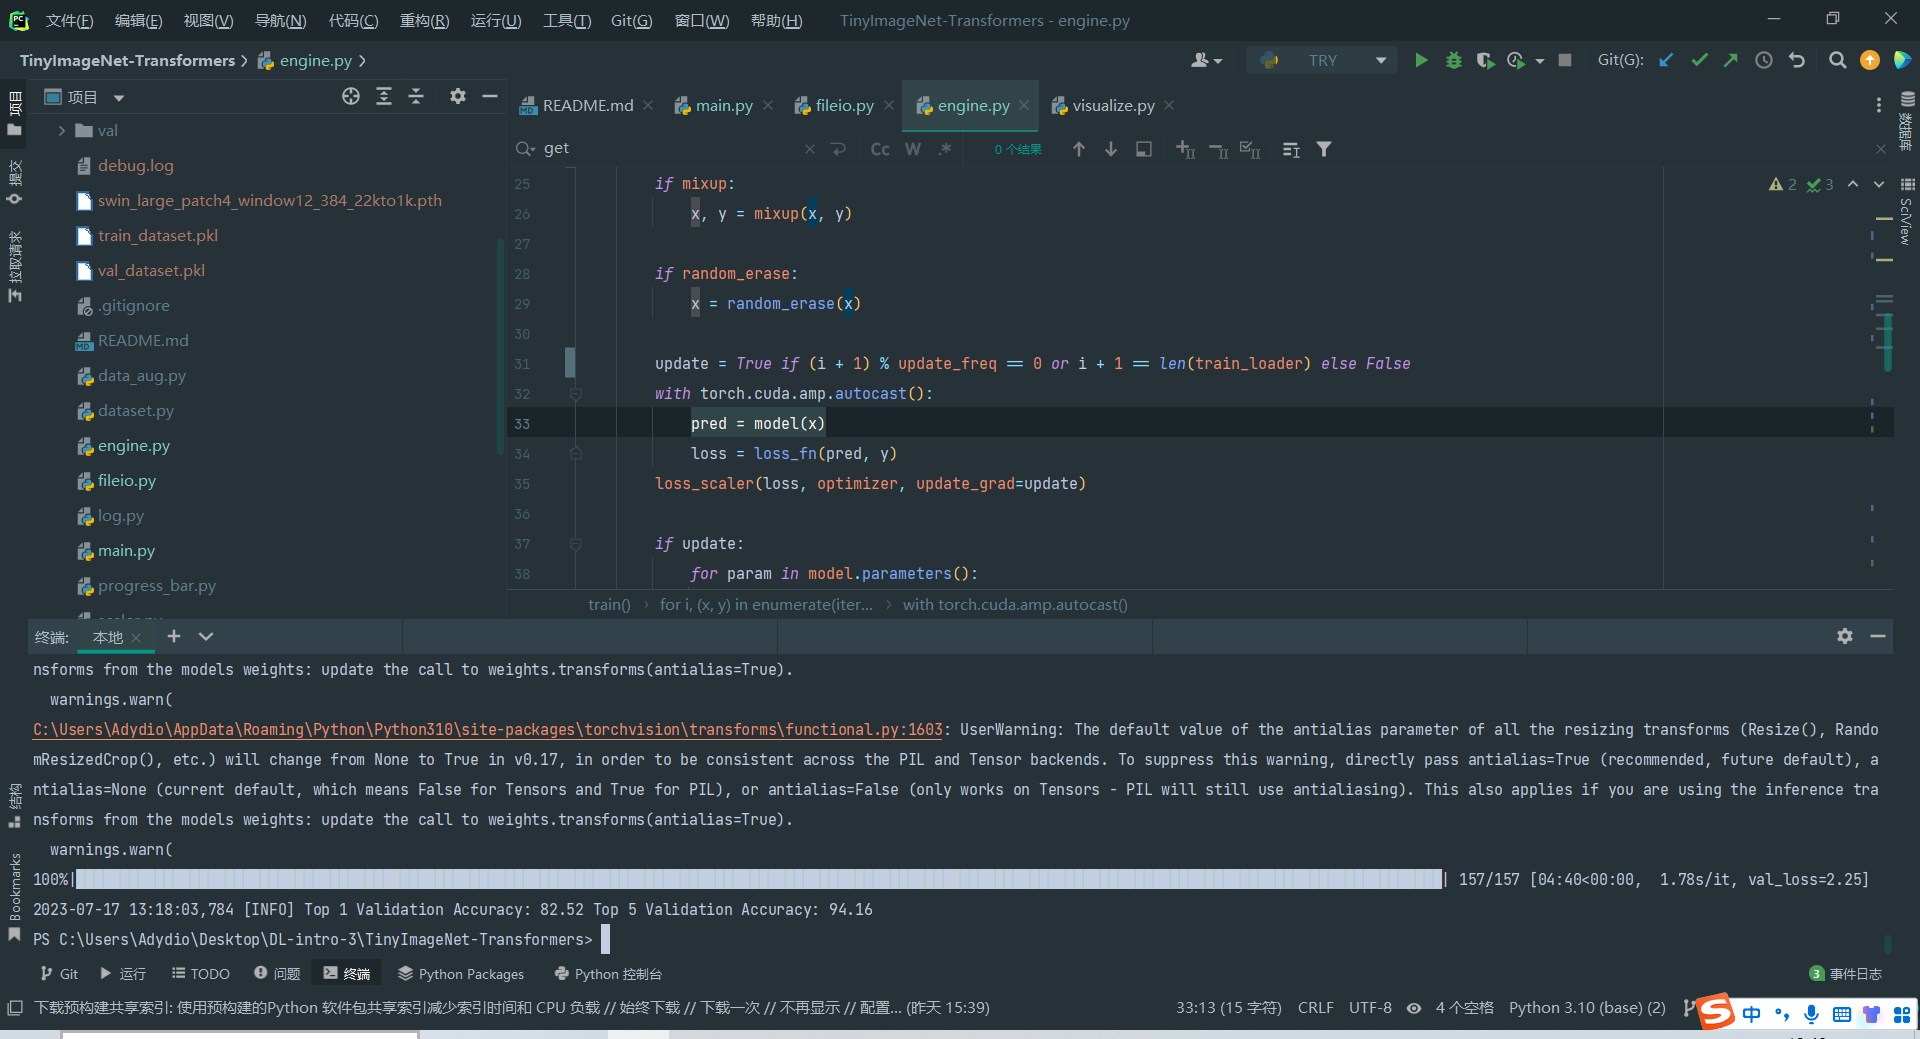 文件(F) 编辑(E) 视图(V) 导航(N) 代码(C) 重构(R) 运行(U) 工具(T) Git(G) 窗口(W) 帮助(H) TinyImageNet-Transformers - engine.py
TinyImageNet-Transformers engine.py TRY Git(G):
项目
val
debug.log
swin_large_patch4_window12_384_22kto1k.pth
train_dataset.pkl
val_dataset.pkl
.gitignore
README.md
data_aug.py
dataset.py
engine.py
fileio.py
log.py
main.py
progress_bar.py
项目
提交
拉取请求
结构
Bookmarks
README.md main.py fileio.py engine.py visualize.py
get Cc W .* 0 个结果
2 3
数据库
SciView
25 if mixup:
26 x, y = mixup(x, y)
27
28 if random_erase:
29 x = random_erase(x)
30
31 update = True if (i + 1) % update_freq == 0 or i + 1 == len(train_loader) else False
32 with torch.cuda.amp.autocast():
33 pred = model(x)
34 loss = loss_fn(pred, y)
35 loss_scaler(loss, optimizer, update_grad=update)
36
37 if update:
38 for param in model.parameters():
train() › for i, (x, y) in enumerate(iter... › with torch.cuda.amp.autocast()
终端: 本地
nsforms from the models weights: update the call to weights.transforms(antialias=True).
warnings.warn(
C:\Users\Adydio\AppData\Roaming\Python\Python310\site-packages\torchvision\transforms\functional.py:1603: UserWarning: The default value of the antialias parameter of all the resizing transforms (Resize(), Rando
mResizedCrop(), etc.) will change from None to True in v0.17, in order to be consistent across the PIL and Tensor backends. To suppress this warning, directly pass antialias=True (recommended, future default), a
ntialias=None (current default, which means False for Tensors and True for PIL), or antialias=False (only works on Tensors - PIL will still use antialiasing). This also applies if you are using the inference tra
nsforms from the models weights: update the call to weights.transforms(antialias=True).
warnings.warn(
100%| | 157/157 [04:40<00:00, 1.78s/it, val_loss=2.25]
2023-07-17 13:18:03,784 [INFO] Top 1 Validation Accuracy: 82.52 Top 5 Validation Accuracy: 94.16
PS C:\Users\Adydio\Desktop\DL-intro-3\TinyImageNet-Transformers>
Git 运行 TODO 问题 终端 Python Packages Python 控制台 3 事件日志
下载预构建共享索引: 使用预构建的Python 软件包共享索引减少索引时间和 CPU 负载 // 始终下载 // 下载一次 // 不再显示 // 配置... (昨天 15:39) 33:13 (15 字符) CRLF UTF-8 4 个空格 Python 3.10 (base) (2) 中